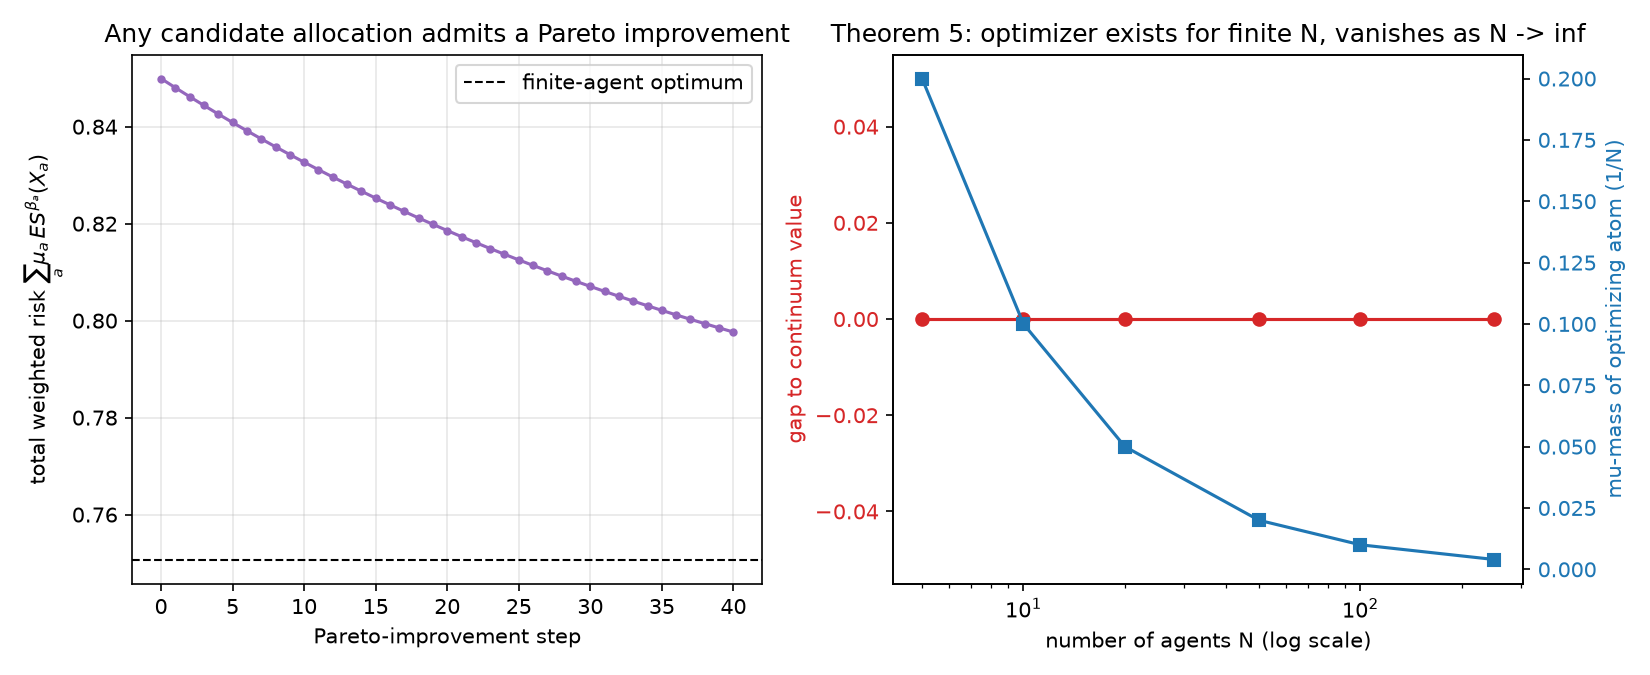 Any candidate allocation admits a Pareto improvement
finite-agent optimum
total weighted risk ∑ₐ μₐ ES^{βₐ}(Xₐ)
0.84
0.82
0.80
0.78
0.76
0 5 10 15 20 25 30 35 40
Pareto-improvement step
Theorem 5: optimizer exists for finite N, vanishes as N -> inf
gap to continuum value
0.04
0.02
0.00
−0.02
−0.04
10¹ 10²
number of agents N (log scale)
0.200
0.175
0.150
0.125
0.100
0.075
0.050
0.025
0.000
mu-mass of optimizing atom (1/N)